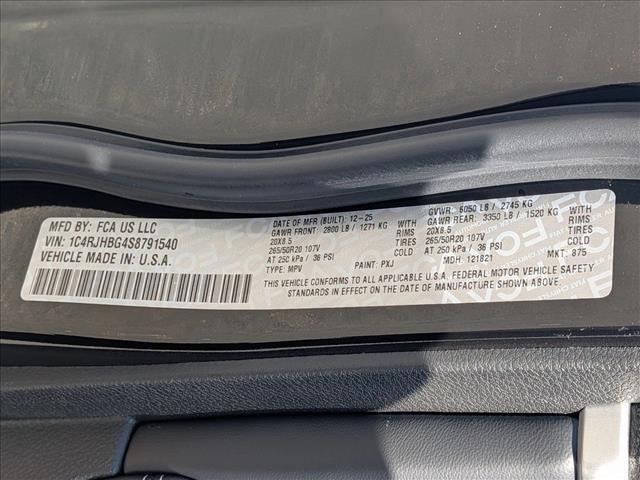 MFD BY: FCA US LLC
VIN: 1C4RJHBG4S8791540
VEHICLE MADE IN: U.S.A.
DATE OF MFR (BUILT): 12-25
GAWR FRONT: 2800 LB / 1271 KG
WITH
20X8.5
RIMS
265/50R20 107V
COLD
AT 250 kPa / 36 PSI
TYPE: MPV
PAINT: PXJ
GVWR: 6050 LB / 2745 KG
GAWR REAR: 3350 LB / 1520 KG
WITH
20X8.5
RIMS
265/50R20 107V
COLD
AT 250 kPa / 36 PSI
MDH: 121821
MKT: 875
THIS VEHICLE CONFORMS TO ALL APPLICABLE U.S.A. FEDERAL MOTOR VEHICLE SAFETY
STANDARDS IN EFFECT ON THE DATE OF MANUFACTURE SHOWN ABOVE.